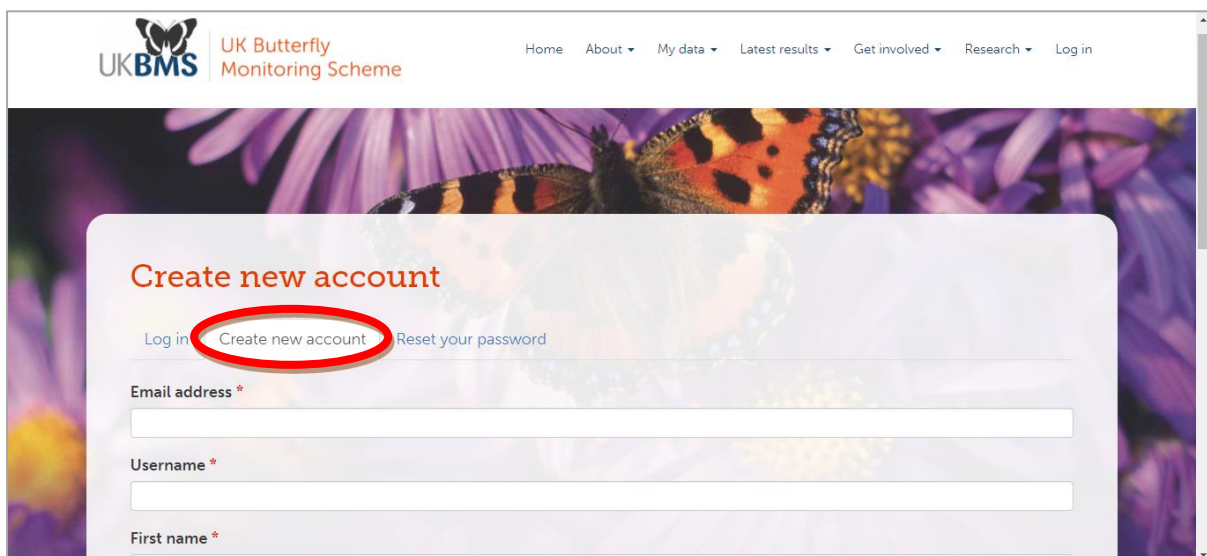 UKBMS
UK Butterfly
Monitoring Scheme
Home About My data Latest results Get involved Research Log in
Create new account
Log in Create new account Reset your password
Email address *
Username *
First name *